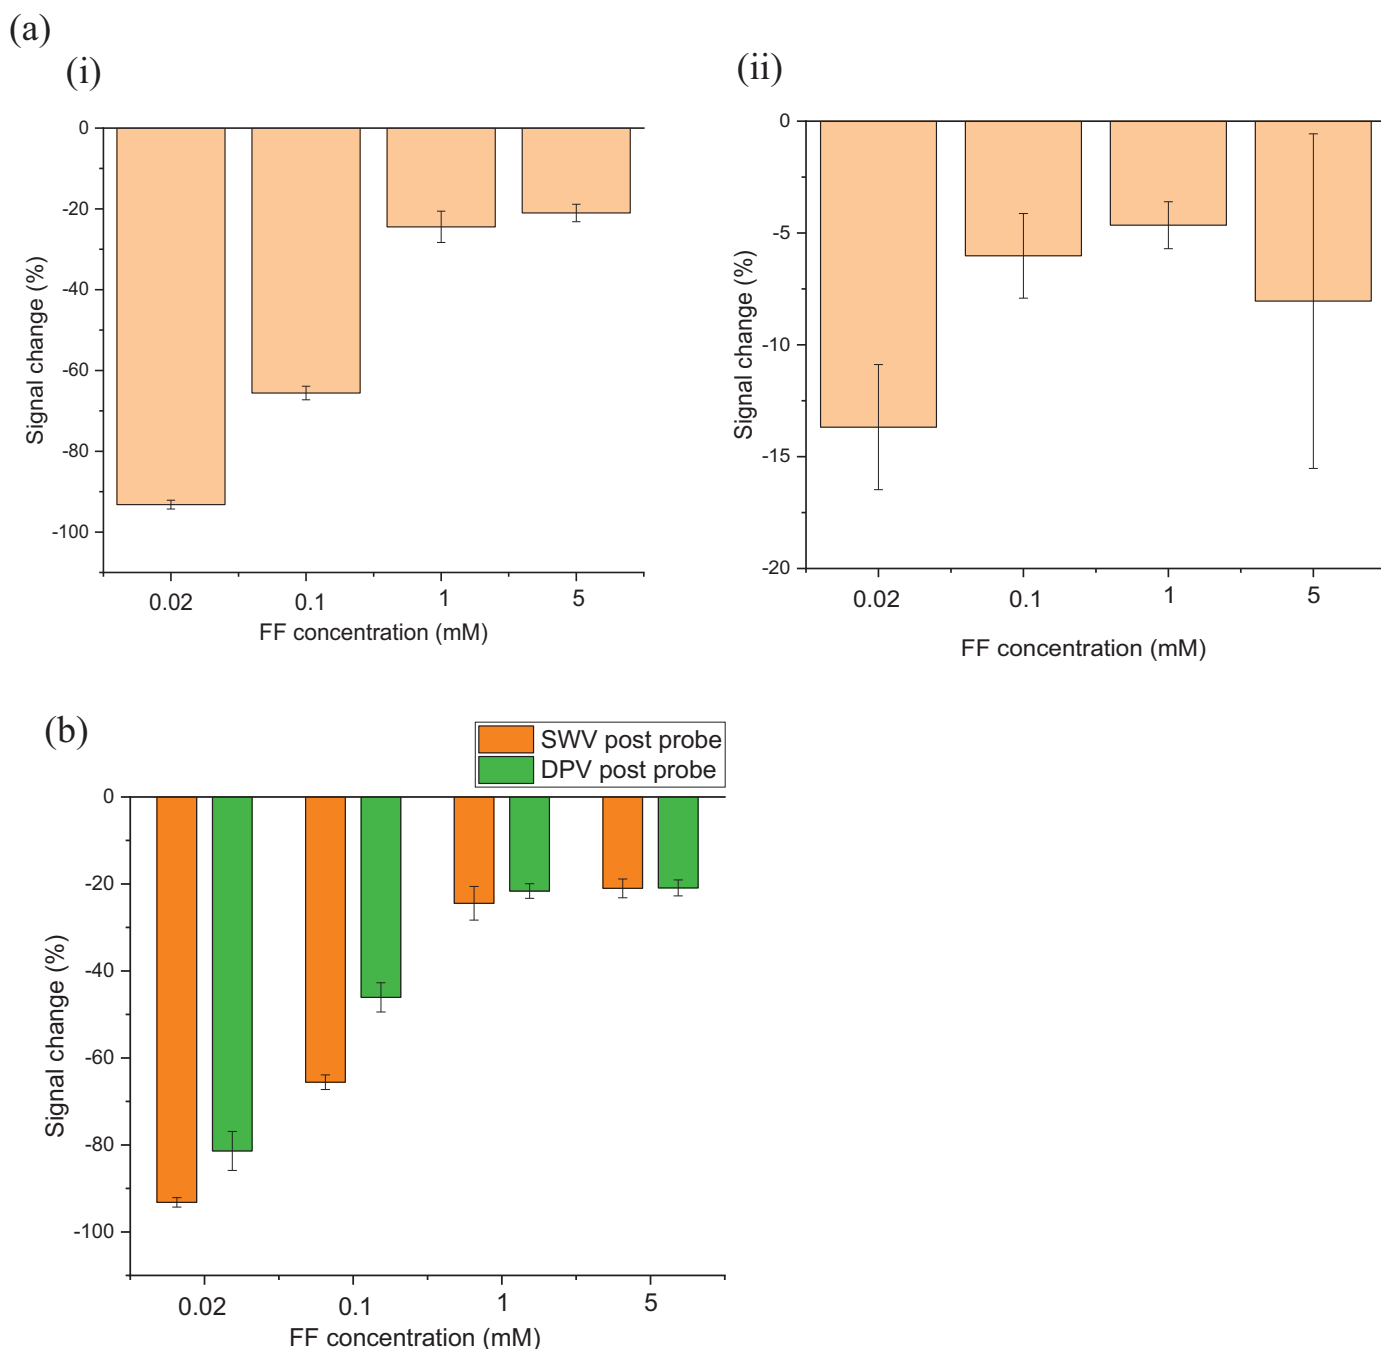 (a)
(i)
0
-20
-40
-60
-80
-100
Signal change (%)
0.02 0.1 1 5
FF concentration (mM)
(ii)
0
-5
-10
-15
-20
Signal change (%)
0.02 0.1 1 5
FF concentration (mM)
(b)
SWV post probe
DPV post probe
0
-20
-40
-60
-80
-100
Signal change (%)
0.02 0.1 1 5
FF concentration (mM)